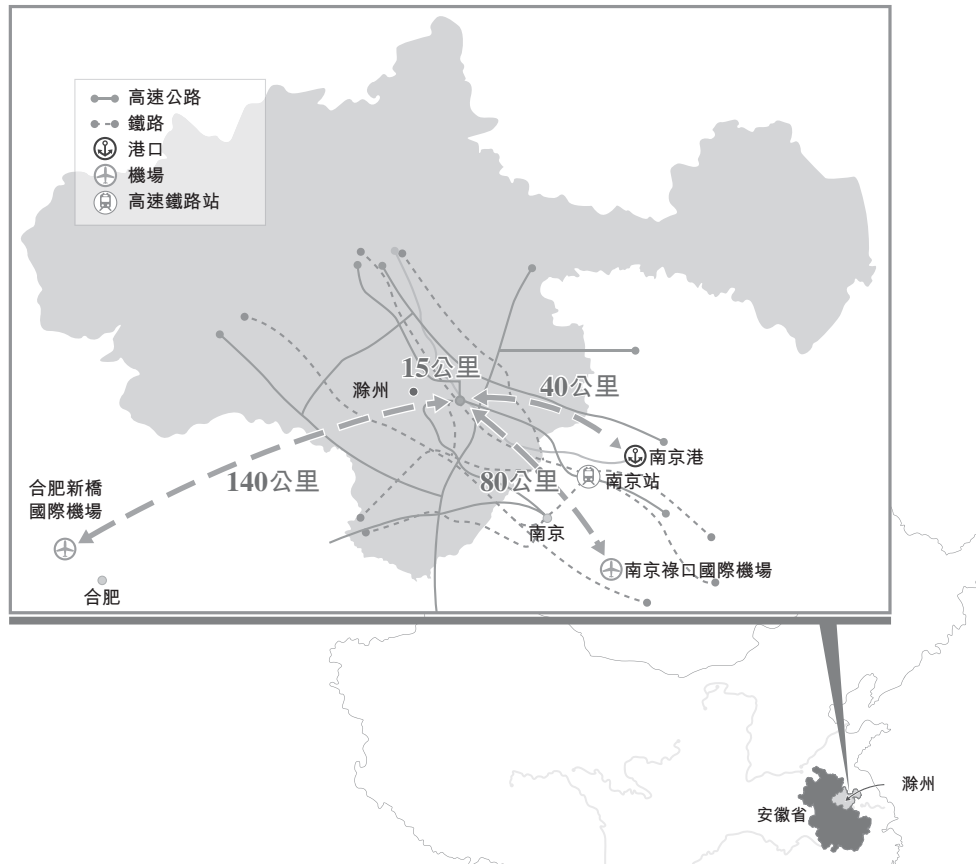 高速公路
鐵路
港口
機場
高速鐵路站
15公里
滁州
40公里
140公里
80公里
南京港
南京站
合肥新橋
國際機場
南京
南京祿口國際機場
合肥
滁州
安徽省